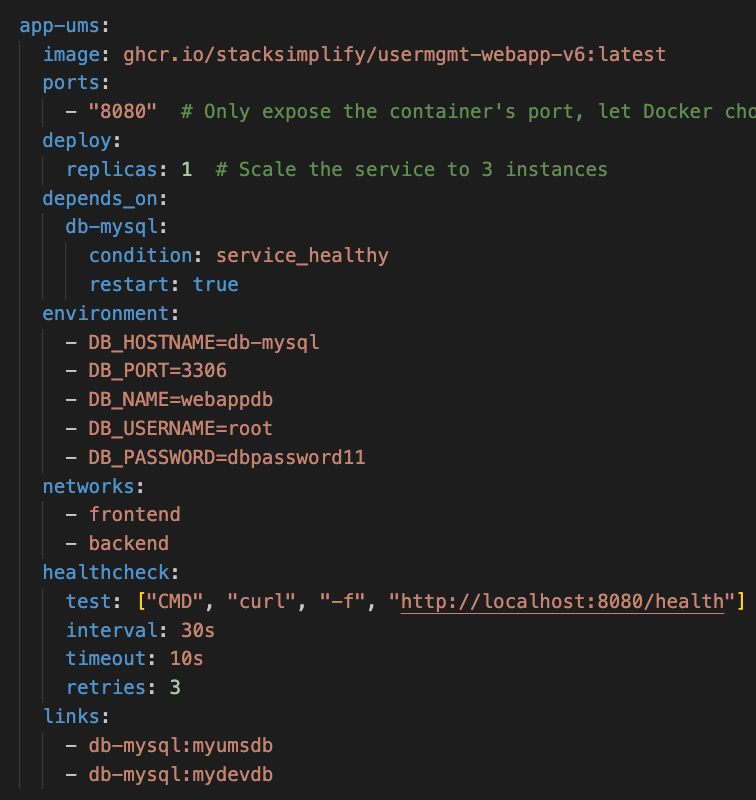 app-ums:
  image: ghcr.io/stacksimplify/usermgmt-webapp-v6:latest
  ports:
    - "8080"  # Only expose the container's port, let Docker cho
  deploy:
    replicas: 1  # Scale the service to 3 instances
  depends_on:
    db-mysql:
      condition: service_healthy
      restart: true
  environment:
    - DB_HOSTNAME=db-mysql
    - DB_PORT=3306
    - DB_NAME=webappdb
    - DB_USERNAME=root
    - DB_PASSWORD=dbpassword11
  networks:
    - frontend
    - backend
  healthcheck:
    test: ["CMD", "curl", "-f", "http://localhost:8080/health"]
    interval: 30s
    timeout: 10s
    retries: 3
  links:
    - db-mysql:myumsdb
    - db-mysql:mydevdb